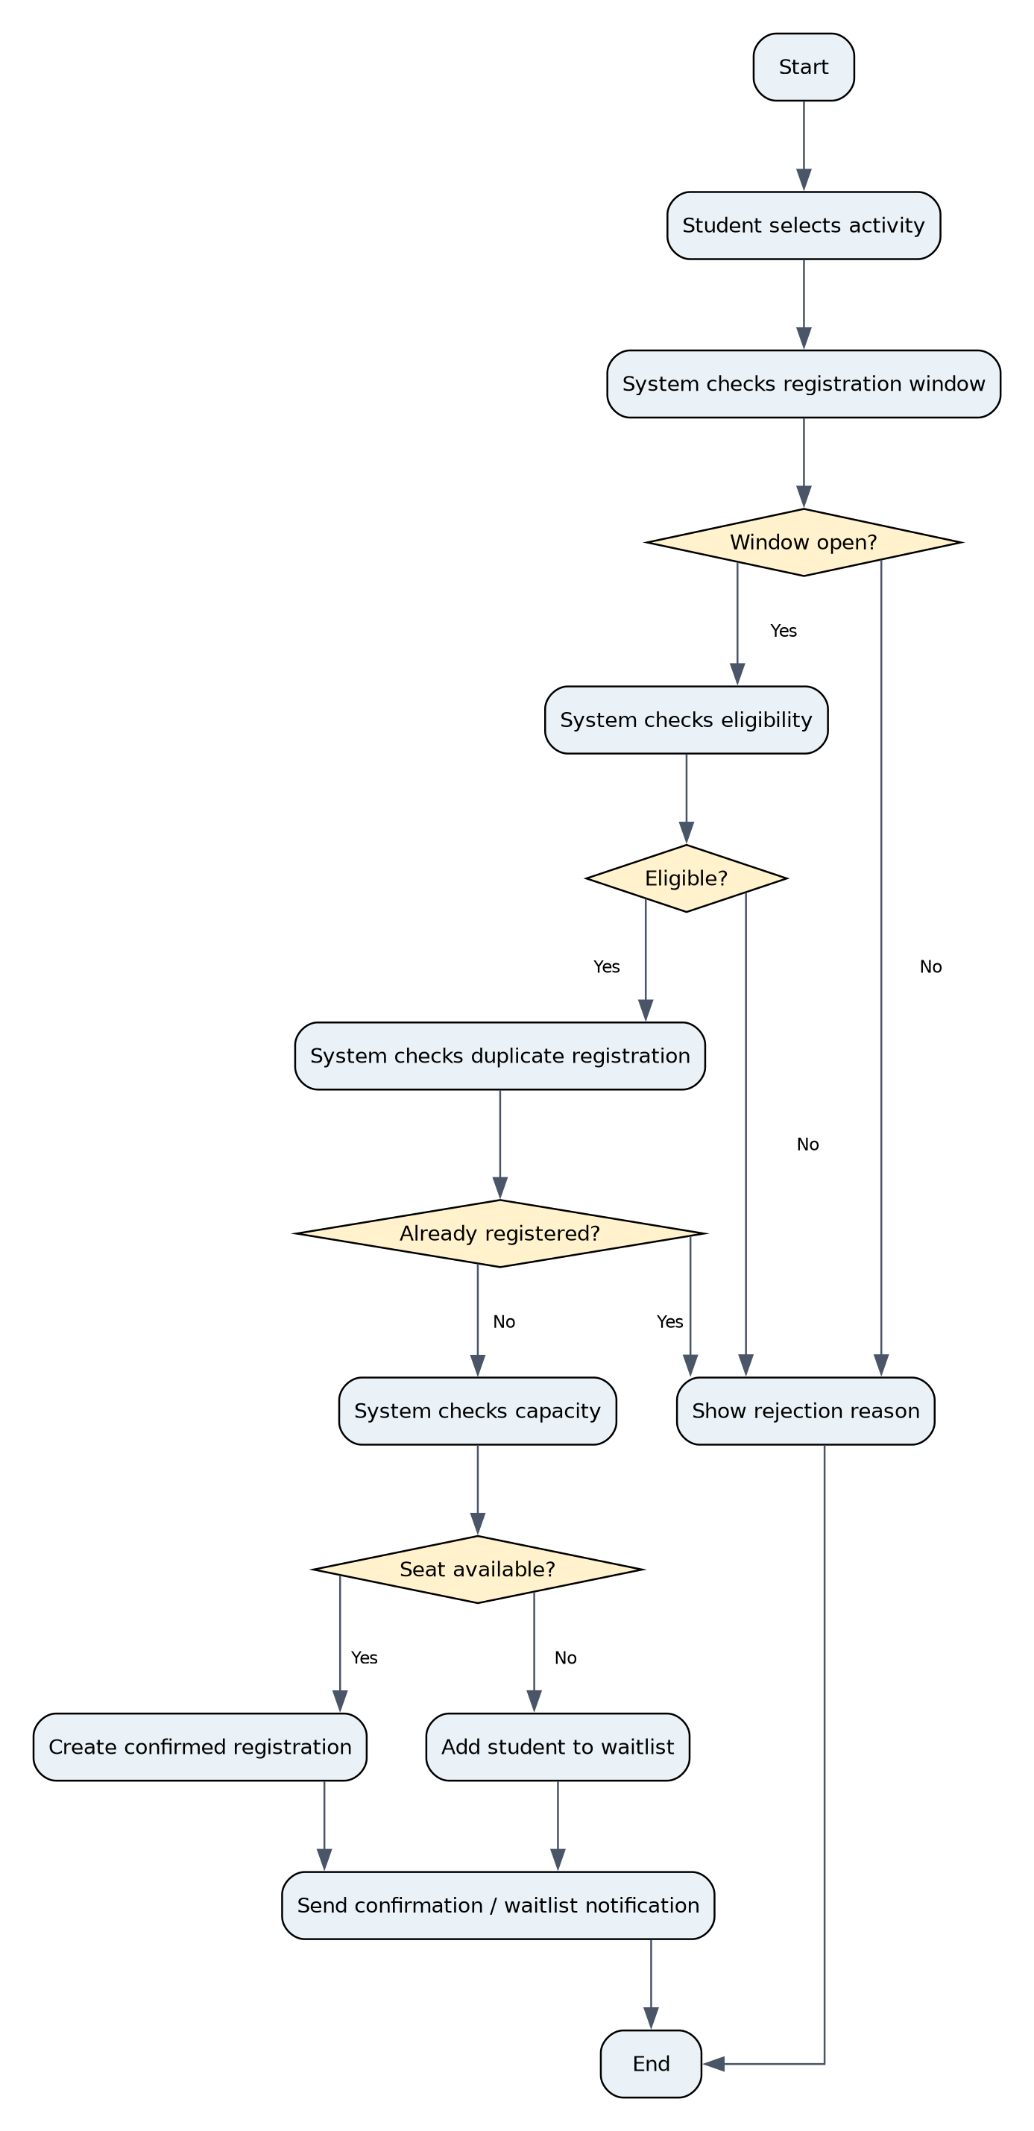 Start
Student selects activity
System checks registration window
Window open?
Yes
System checks eligibility
Eligible?
Yes
No
System checks duplicate registration
No
Already registered?
No
Yes
System checks capacity
Show rejection reason
Seat available?
Yes
No
Create confirmed registration
Add student to waitlist
Send confirmation / waitlist notification
End